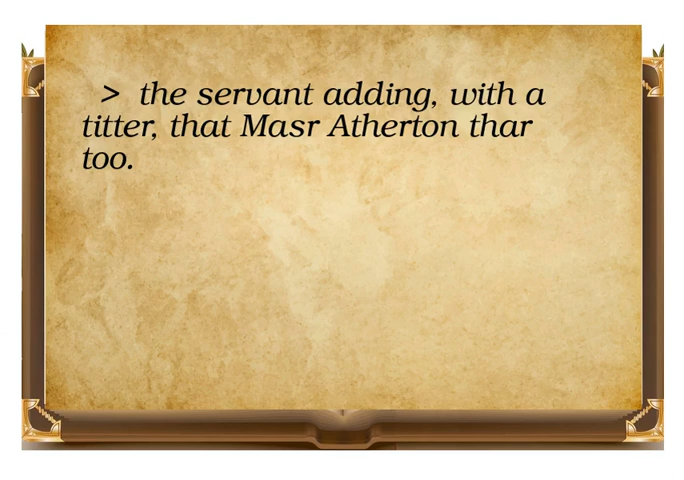 > the servant adding, with a
titter, that Masr Atherton thar
too.